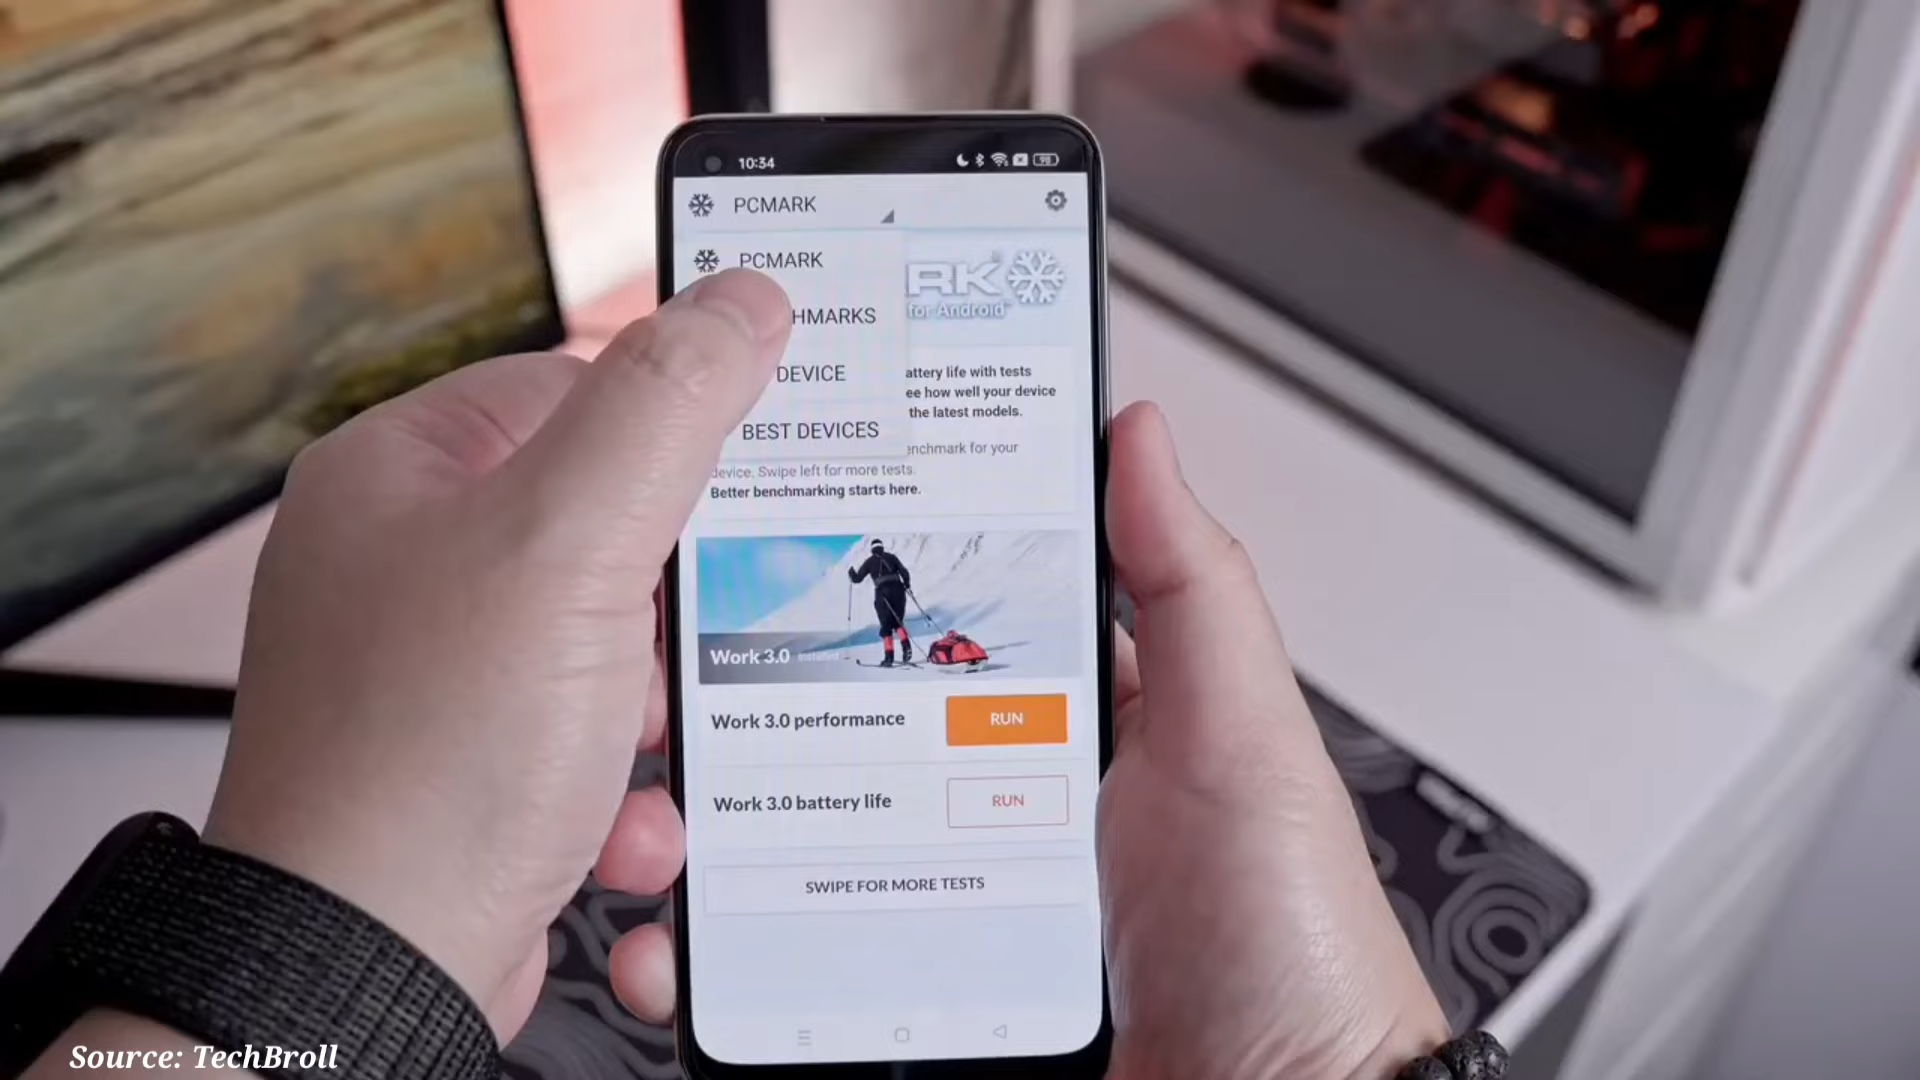 10:34
98
PCMARK
PCMARK
HMARKS
DEVICE
BEST DEVICES
RK
for Android
attery life with tests
ee how well your device
the latest models.
enchmark for your
device. Swipe left for more tests.
Better benchmarking starts here.
Work 3.0 Installed
Work 3.0 performance RUN
Work 3.0 battery life RUN
SWIPE FOR MORE TESTS
Source: TechBroll